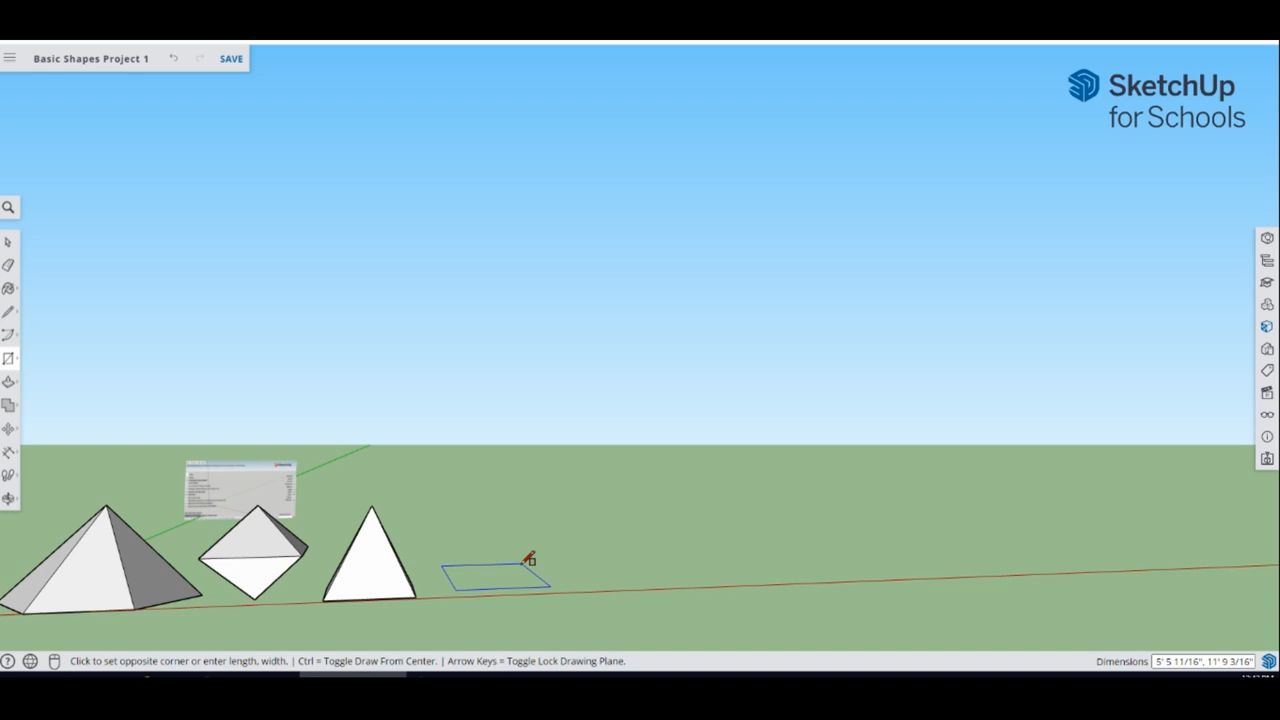 Basic Shapes Project 1 SAVE
SketchUp
for Schools
Click to set opposite corner or enter length, width. | Ctrl = Toggle Draw From Center. | Arrow Keys = Toggle Lock Drawing Plane.
Dimensions 5' 5 11/16", 11' 9 3/16"